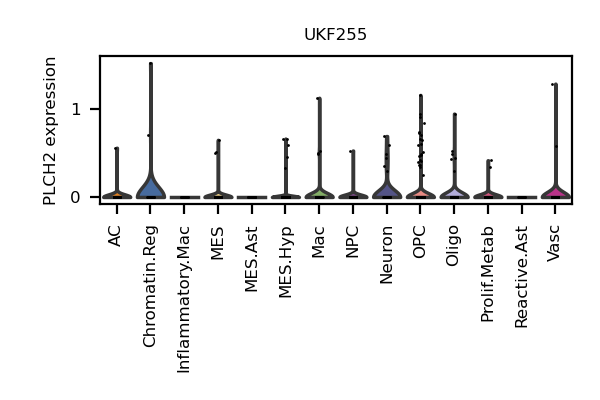 UKF255
PLCH2 expression
1
0
AC
Chromatin.Reg
Inflammatory.Mac
MES
MES.Ast
MES.Hyp
Mac
NPC
Neuron
OPC
Oligo
Prolif.Metab
Reactive.Ast
Vasc